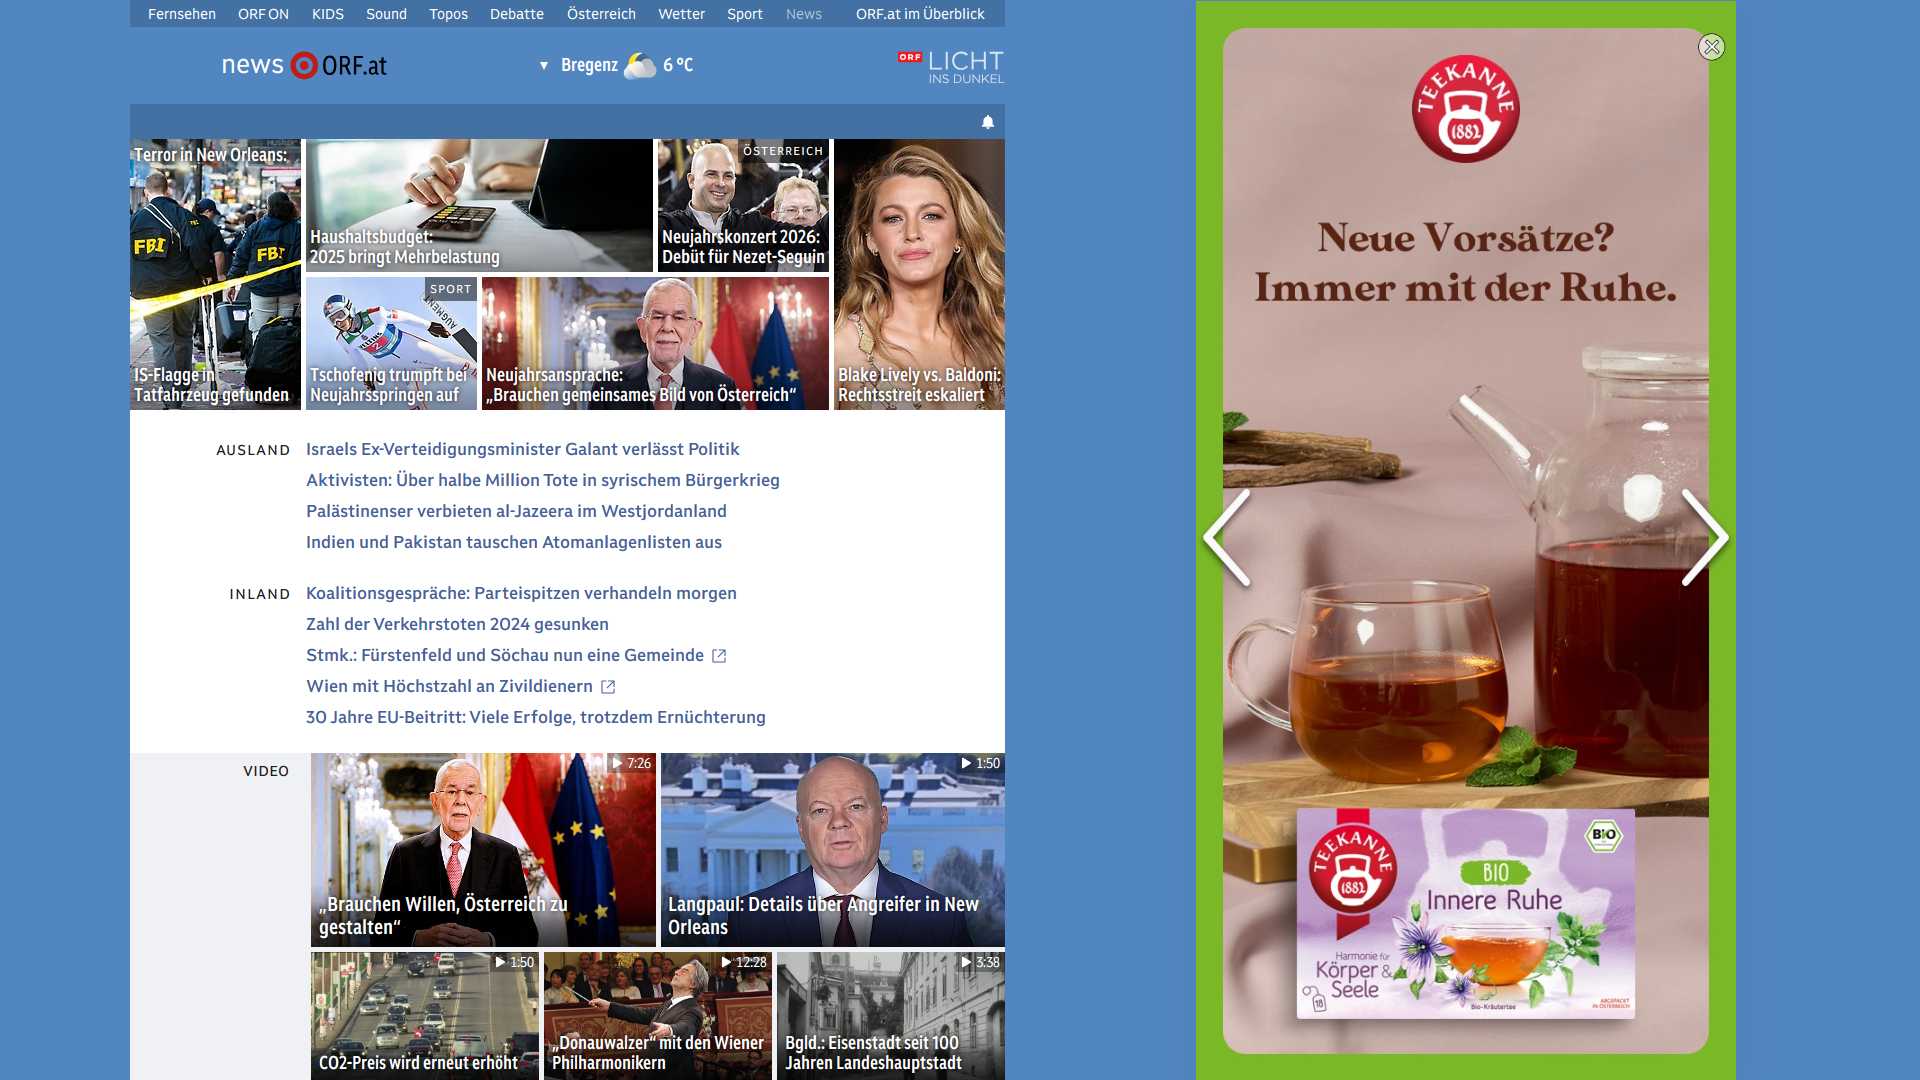 Fernsehen ORF ON KIDS Sound Topos Debatte Österreich Wetter Sport News ORF.at im Überblick
news ORF.at
Bregenz 6 °C
ORF LICHT
INS DUNKEL
Terror in New Orleans:
FBI
FBI
IS-Flagge in
Tatfahrzeug gefunden
Haushaltsbudget:
2025 bringt Mehrbelastung
ÖSTERREICH
Neujahrskonzert 2026:
Debüt für Nezet-Seguin
SPORT
Tschofenig trumpft bei
Neujahrsspringen auf
Neujahrsansprache:
„Brauchen gemeinsames Bild von Österreich“
Blake Lively vs. Baldoni:
Rechtsstreit eskaliert
AUSLAND
Israels Ex-Verteidigungsminister Galant verlässt Politik
Aktivisten: Über halbe Million Tote in syrischem Bürgerkrieg
Palästinenser verbieten al-Jazeera im Westjordanland
Indien und Pakistan tauschen Atomanlagenlisten aus
INLAND
Koalitionsgespräche: Parteispitzen verhandeln morgen
Zahl der Verkehrstoten 2024 gesunken
Stmk.: Fürstenfeld und Söchau nun eine Gemeinde
Wien mit Höchstzahl an Zivildienern
30 Jahre EU-Beitritt: Viele Erfolge, trotzdem Ernüchterung
VIDEO
7:26
„Brauchen Willen, Österreich zu
gestalten“
1:50
Langpaul: Details über Angreifer in New
Orleans
1:50
CO2-Preis wird erneut erhöht
12:28
„Donauwalzer“ mit den Wiener
Philharmonikern
3:38
Bgld.: Eisenstadt seit 100
Jahren Landeshauptstadt
TEEKANNE
1882
Neue Vorsätze?
Immer mit der Ruhe.
TEEKANNE
1882
BIO
BIO
Innere Ruhe
Harmonie für
Körper &
Seele
18
Bio-Kräutertee
ABGEPACKT
IN ÖSTERREICH